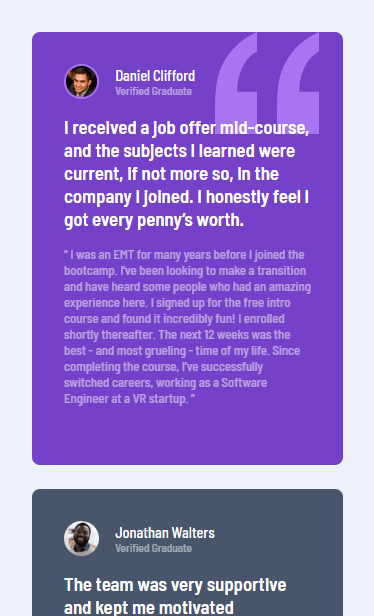 Daniel Clifford
Verified Graduate
I received a job offer mid-course,
and the subjects I learned were
current, if not more so, in the
company I joined. I honestly feel I
got every penny’s worth.
“ I was an EMT for many years before I joined the
bootcamp. I’ve been looking to make a transition
and have heard some people who had an amazing
experience here. I signed up for the free intro
course and found it incredibly fun! I enrolled
shortly thereafter. The next 12 weeks was the
best - and most grueling - time of my life. Since
completing the course, I’ve successfully
switched careers, working as a Software
Engineer at a VR startup. ”
Jonathan Walters
Verified Graduate
The team was very supportive
and kept me motivated